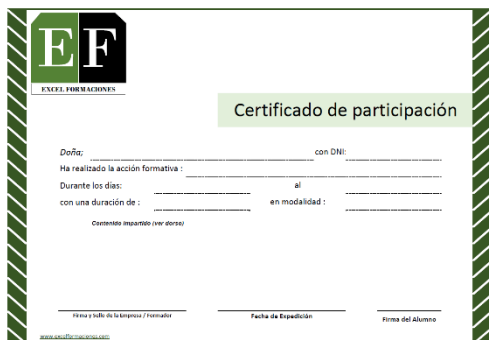 EF
EXCEL FORMACIONES
Certificado de participación
Doña; con DNI:
Ha realizado la acción formativa :
Durante los días: al
con una duración de : en modalidad :
Contenido impartido (ver dorso)
Firma y Sello de la Empresa / Formador Fecha de Expedición Firma del Alumno
www.excelformaciones.com